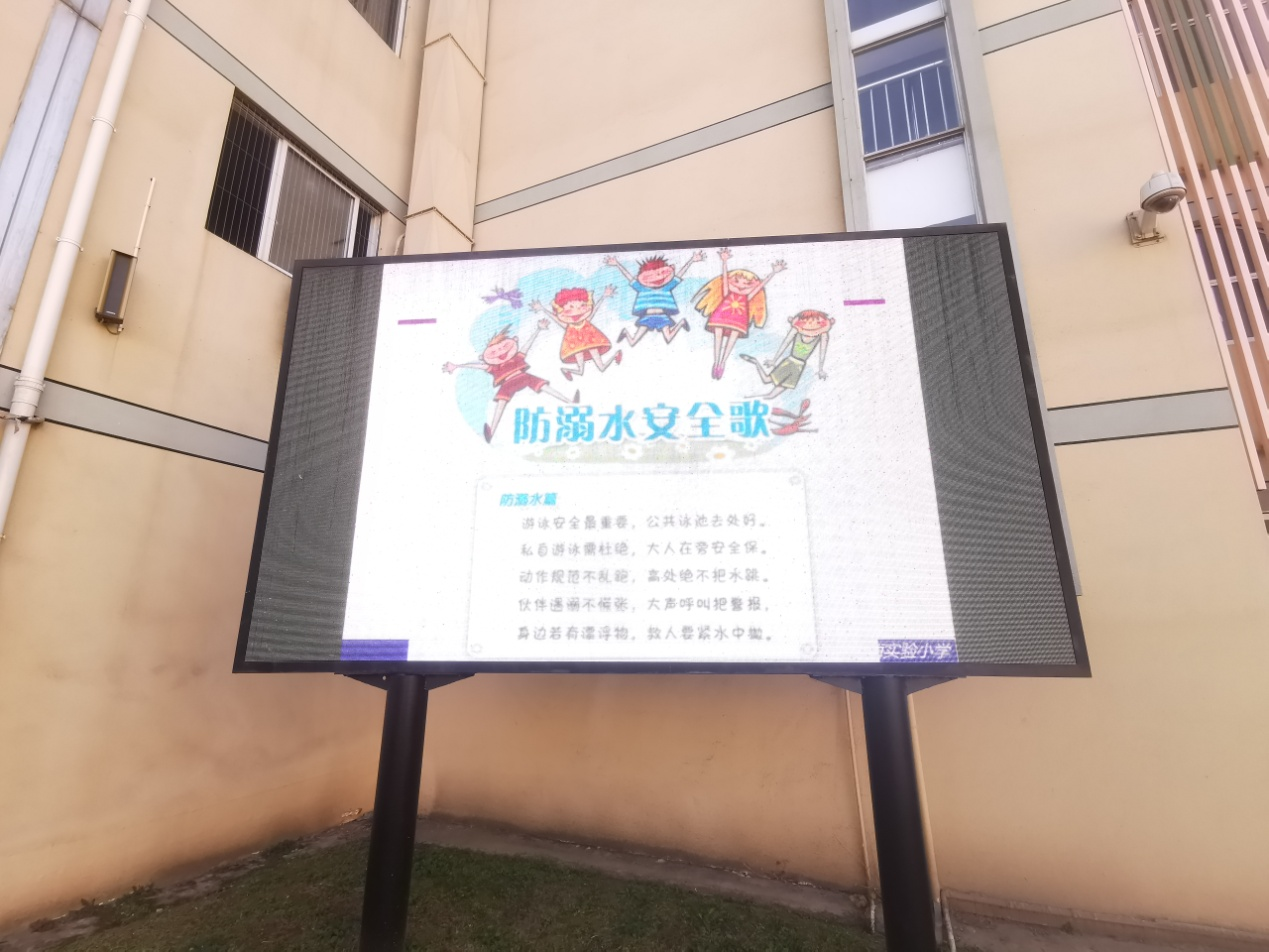 防溺水安全歌
防溺水篇
游泳安全最重要，公共泳池去处好。
私自游泳需杜绝，大人在旁安全保。
动作规范不乱跑，高处绝不把水跳。
伙伴遇溺不慌张，大声呼叫把警报。
身边若有漂浮物，救人要紧水中抛。
实验小学